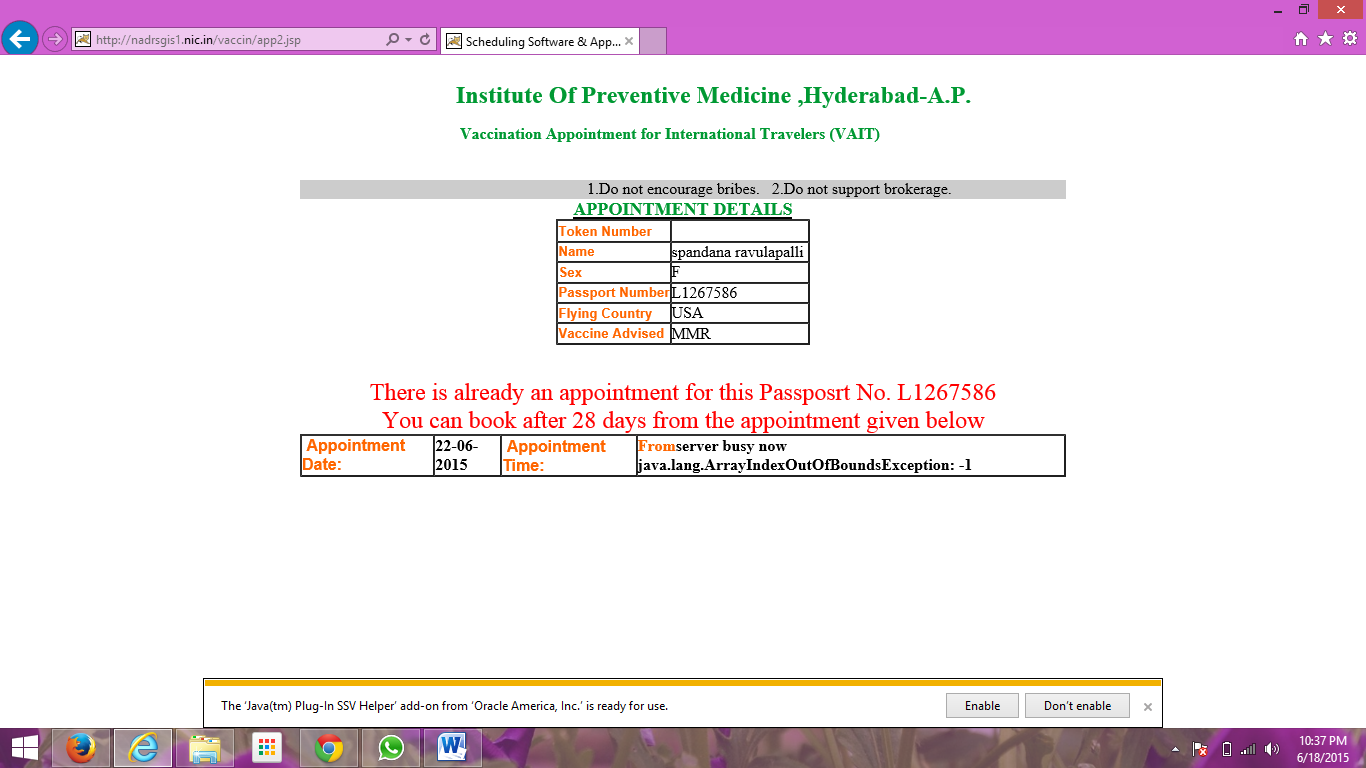 http://nadrsgis1.nic.in/vaccin/app2.jsp
Scheduling Software & App...
Institute Of Preventive Medicine ,Hyderabad-A.P.
Vaccination Appointment for International Travelers (VAIT)
1.Do not encourage bribes. 2.Do not support brokerage.
APPOINTMENT DETAILS
Token Number
Name spandana ravulapalli
Sex F
Passport Number L1267586
Flying Country USA
Vaccine Advised MMR
There is already an appointment for this Passposrt No. L1267586
You can book after 28 days from the appointment given below
Appointment Date: 22-06-2015 Appointment Time: Fromserver busy now
java.lang.ArrayIndexOutOfBoundsException: -1
The 'Java(tm) Plug-In SSV Helper' add-on from 'Oracle America, Inc.' is ready for use. Enable Don't enable
10:37 PM
6/18/2015